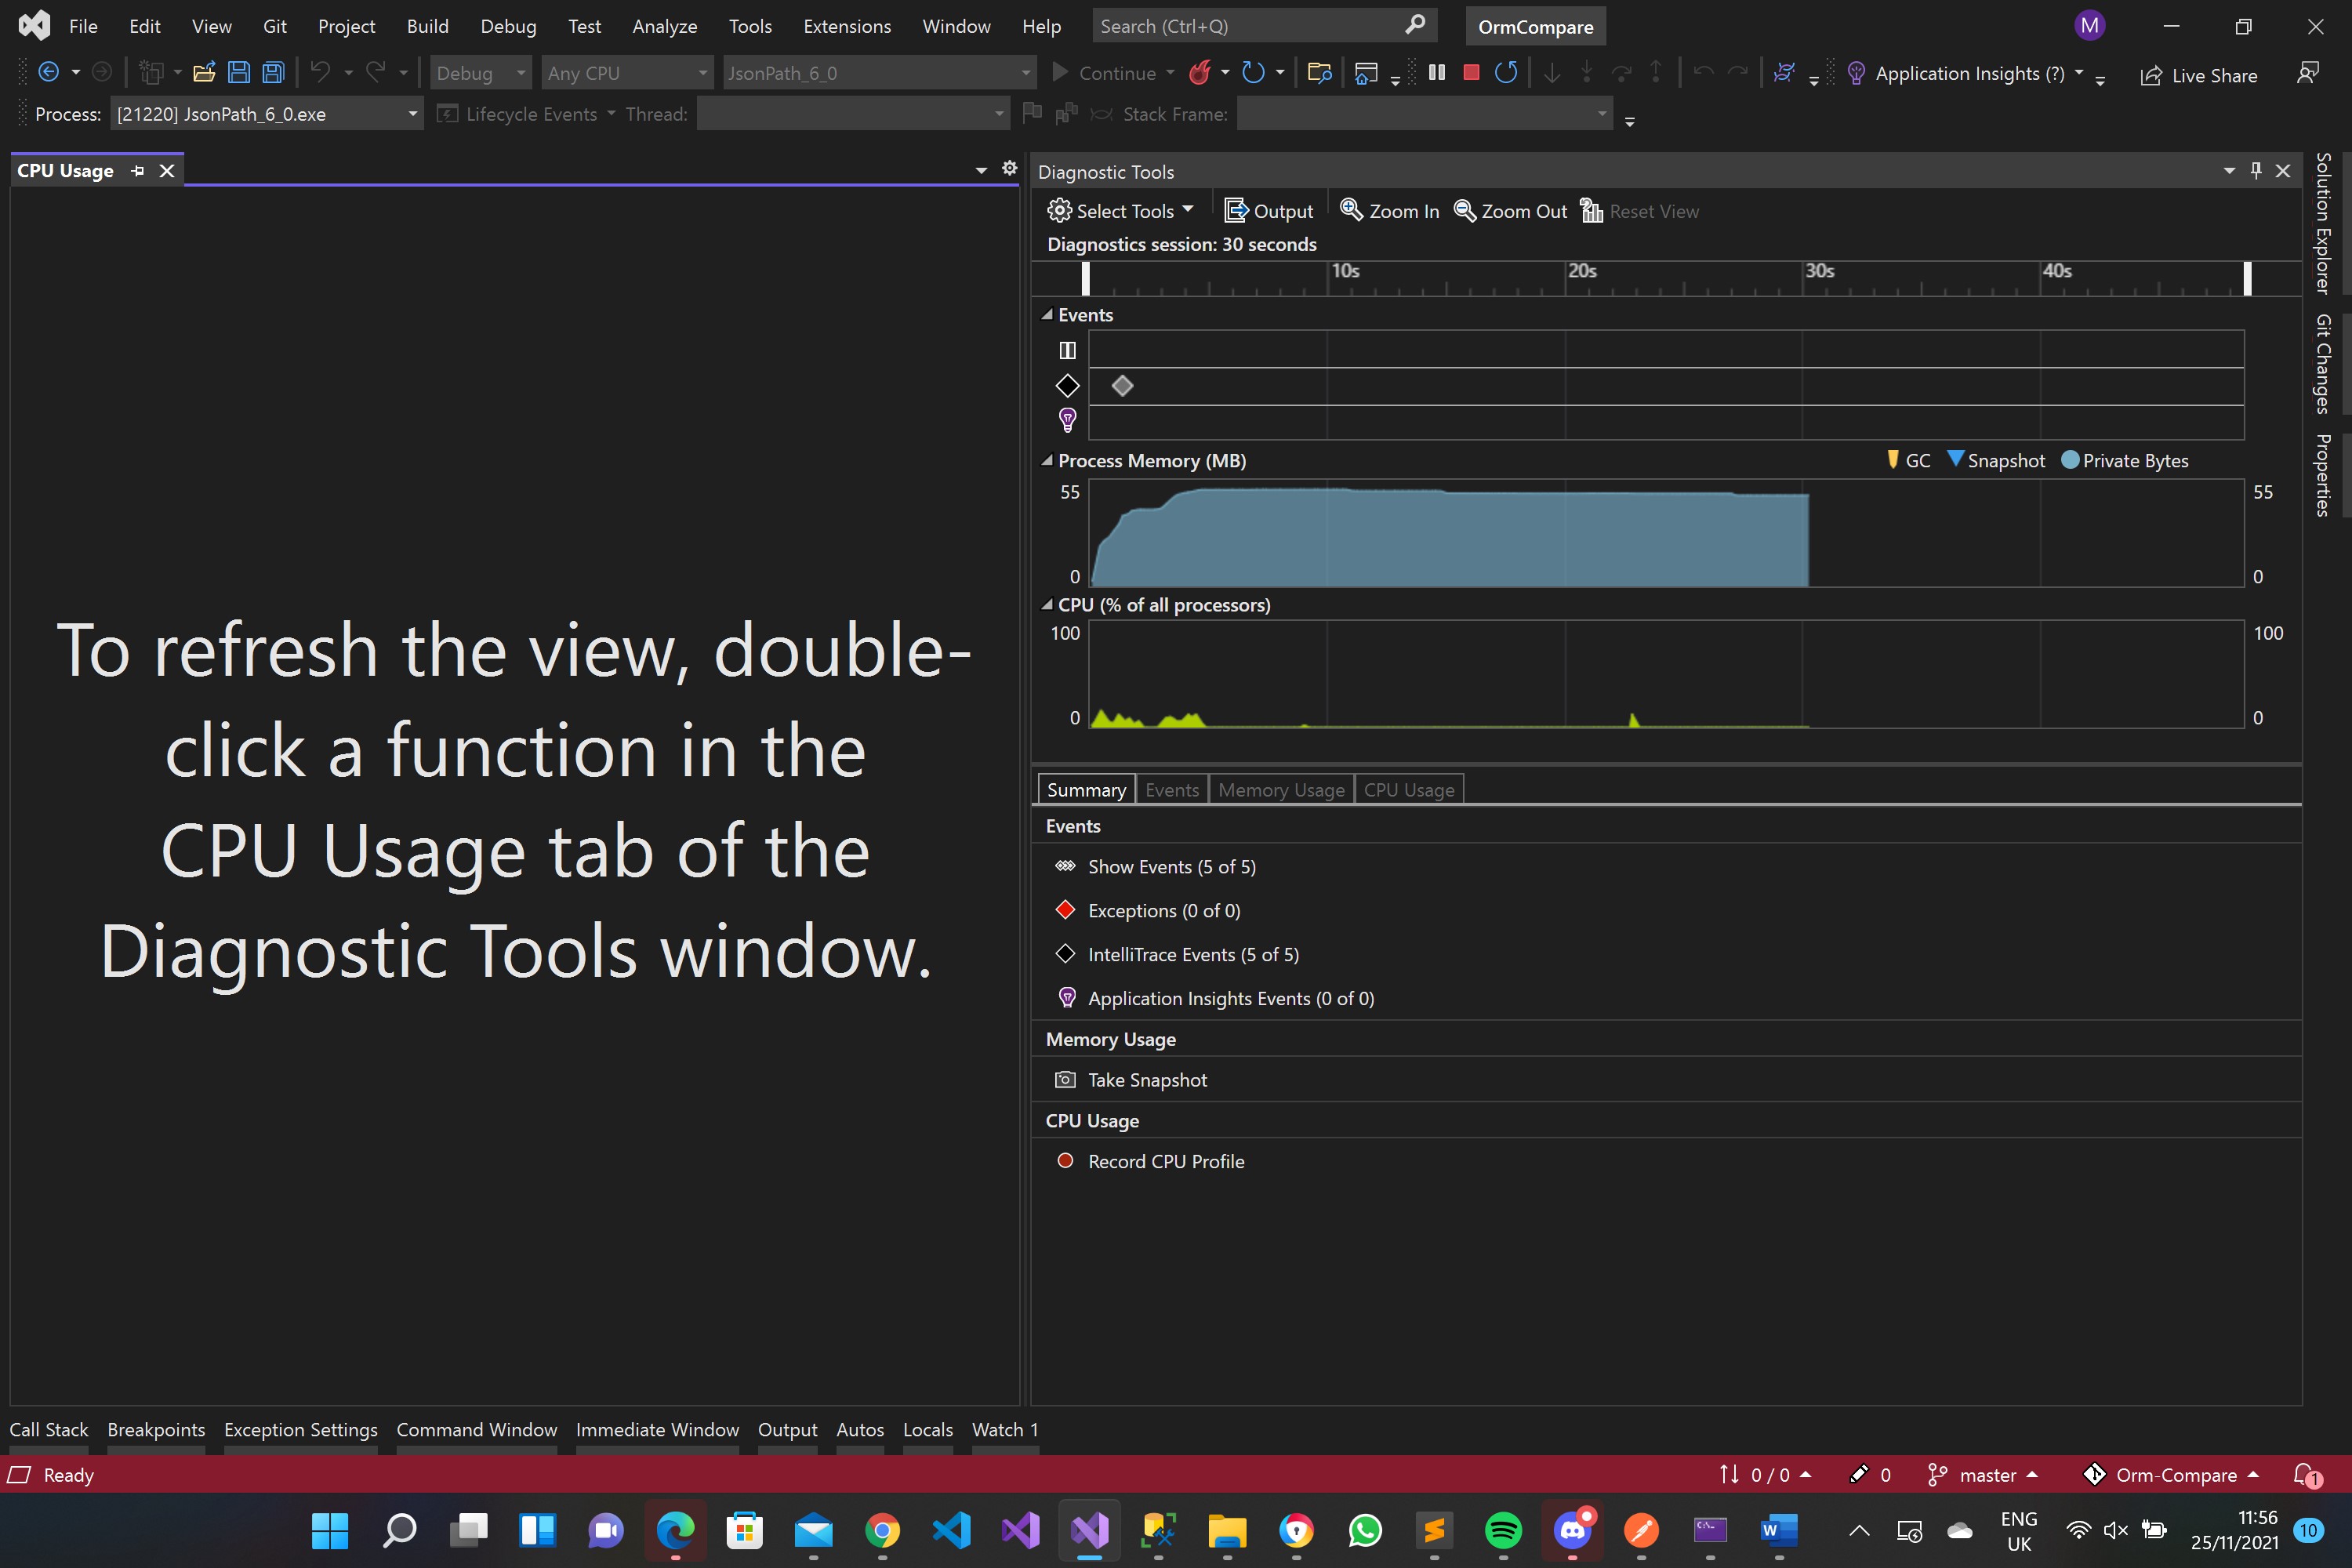 File Edit View Git Project Build Debug Test Analyze Tools Extensions Window Help Search (Ctrl+Q) OrmCompare M
Debug Any CPU JsonPath_6_0 Continue Application Insights (?) Live Share
Process: [21220] JsonPath_6_0.exe Lifecycle Events Thread: Stack Frame:
CPU Usage
To refresh the view, double-
click a function in the
CPU Usage tab of the
Diagnostic Tools window.
Diagnostic Tools
Select Tools Output Zoom In Zoom Out Reset View
Diagnostics session: 30 seconds
10s 20s 30s 40s
Events
Process Memory (MB) GC Snapshot Private Bytes
55 55
0 0
CPU (% of all processors)
100 100
0 0
Summary Events Memory Usage CPU Usage
Events
Show Events (5 of 5)
Exceptions (0 of 0)
IntelliTrace Events (5 of 5)
Application Insights Events (0 of 0)
Memory Usage
Take Snapshot
CPU Usage
Record CPU Profile
Solution Explorer
Git Changes
Properties
Call Stack Breakpoints Exception Settings Command Window Immediate Window Output Autos Locals Watch 1
Ready 0 / 0 0 master Orm-Compare 1
ENG 11:56
UK 25/11/2021 10